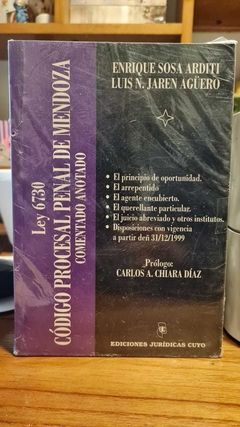 ENRIQUE SOSA ARDITI
LUIS N. JAREN AGÜERO
Ley 6730
CÓDIGO PROCESAL PENAL DE MENDOZA
COMENTADO ANOTADO
• El principio de oportunidad.
• El arrepentido
• El agente encubierto.
• El querellante particular.
• El juicio abreviado y otros institutos.
• Disposiciones con vigencia
a partir deñ 31/12/1999
Prólogo:
CARLOS A. CHIARA DÍAZ
EDICIONES JURÍDICAS CUYO